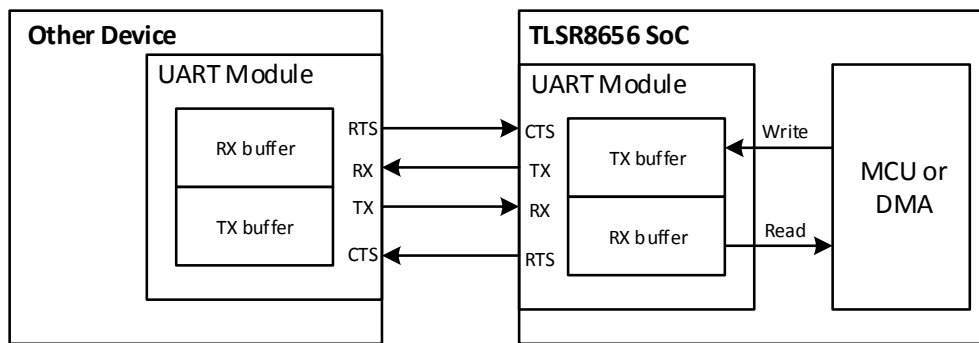 Other Device
UART Module
RX buffer
TX buffer
RTS
RX
TX
CTS
TLSR8656 SoC
UART Module
CTS
TX
RX
RTS
TX buffer
RX buffer
Write
Read
MCU or
DMA